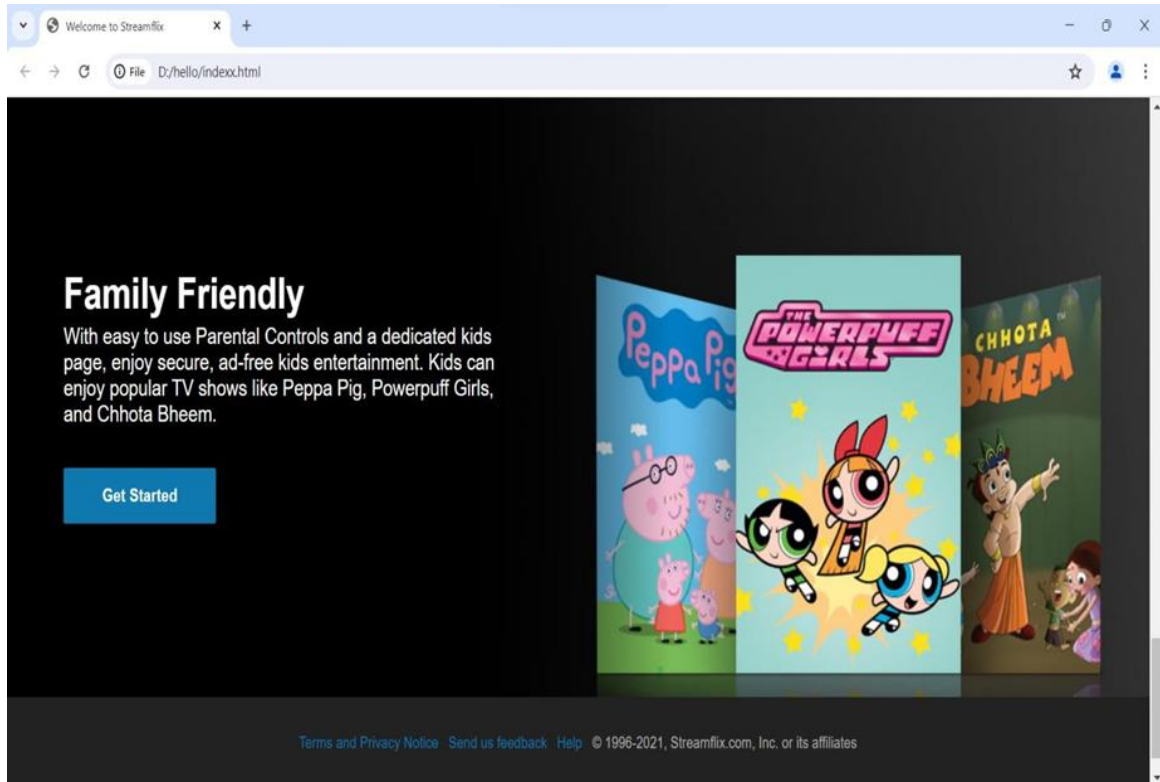 Welcome to Streamflix
File D:/hello/indexx.html
Family Friendly
With easy to use Parental Controls and a dedicated kids
page, enjoy secure, ad-free kids entertainment. Kids can
enjoy popular TV shows like Peppa Pig, Powerpuff Girls,
and Chhota Bheem.
Get Started
Peppa Pig
THE
POWERPUFF
GIRLS
CHHOTA™
BHEEM
Terms and Privacy Notice Send us feedback Help © 1996-2021, Streamflix.com, Inc. or its affiliates